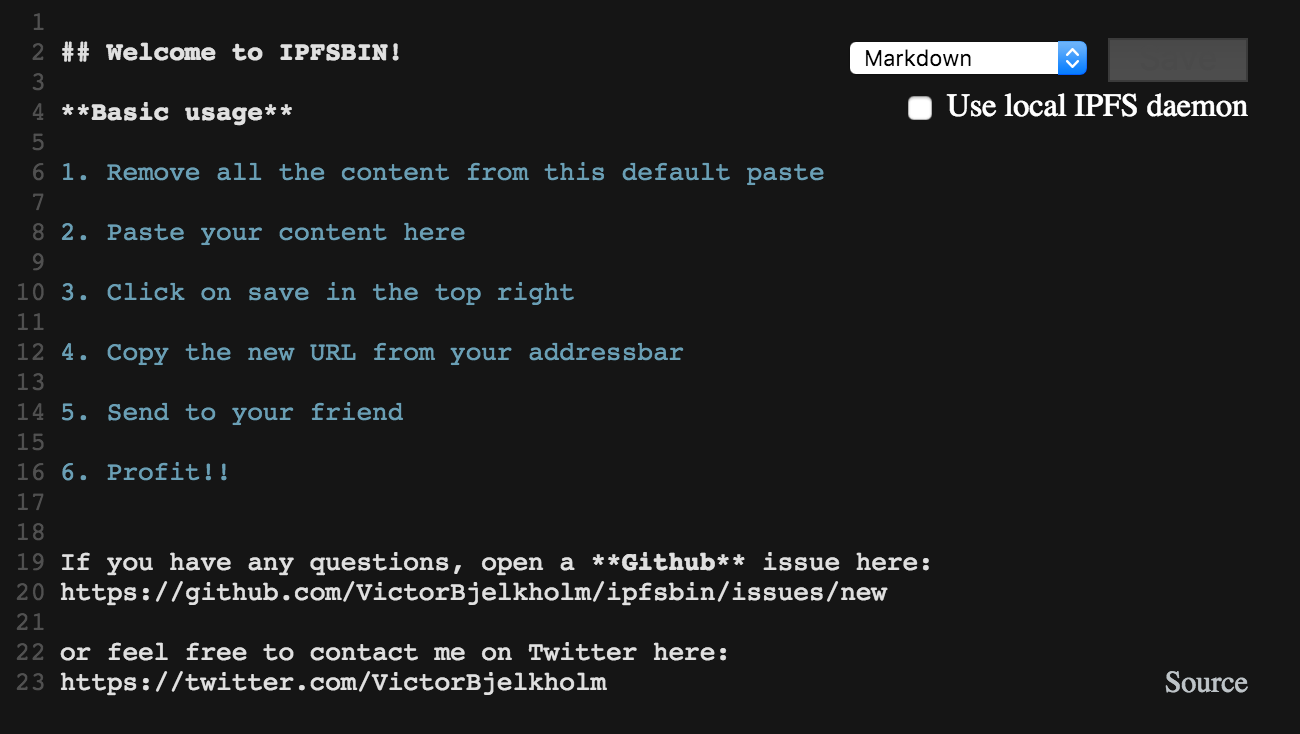 1
2 ## Welcome to IPFSBIN!
Markdown
3
4 **Basic usage**
Use local IPFS daemon
5
6 1. Remove all the content from this default paste
7
8 2. Paste your content here
9
10 3. Click on save in the top right
11
12 4. Copy the new URL from your addressbar
13
14 5. Send to your friend
15
16 6. Profit!!
17
18
19 If you have any questions, open a **Github** issue here:
20 https://github.com/VictorBjelkholm/ipfsbin/issues/new
21
22 or feel free to contact me on Twitter here:
23 https://twitter.com/VictorBjelkholm
Source